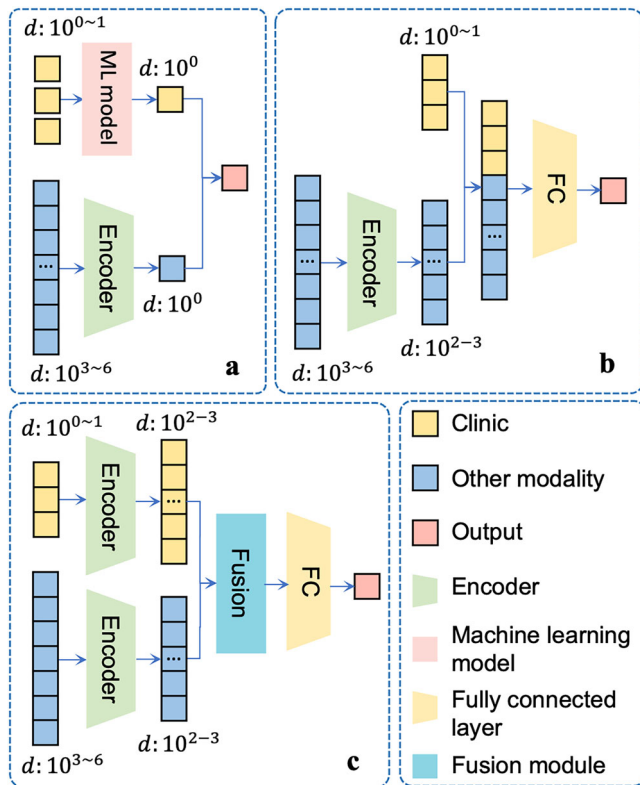 d: 10^{0~1}
ML model
d: 10^0
...
Encoder
d: 10^0
d: 10^{3~6}
a
d: 10^{0~1}
...
Encoder
...
...
FC
d: 10^{3~6}
d: 10^{2-3}
b
d: 10^{0~1}
d: 10^{2-3}
Encoder
...
Fusion
FC
Encoder
...
d: 10^{3~6}
d: 10^{2-3}
c
Clinic
Other modality
Output
Encoder
Machine learning
model
Fully connected
layer
Fusion module